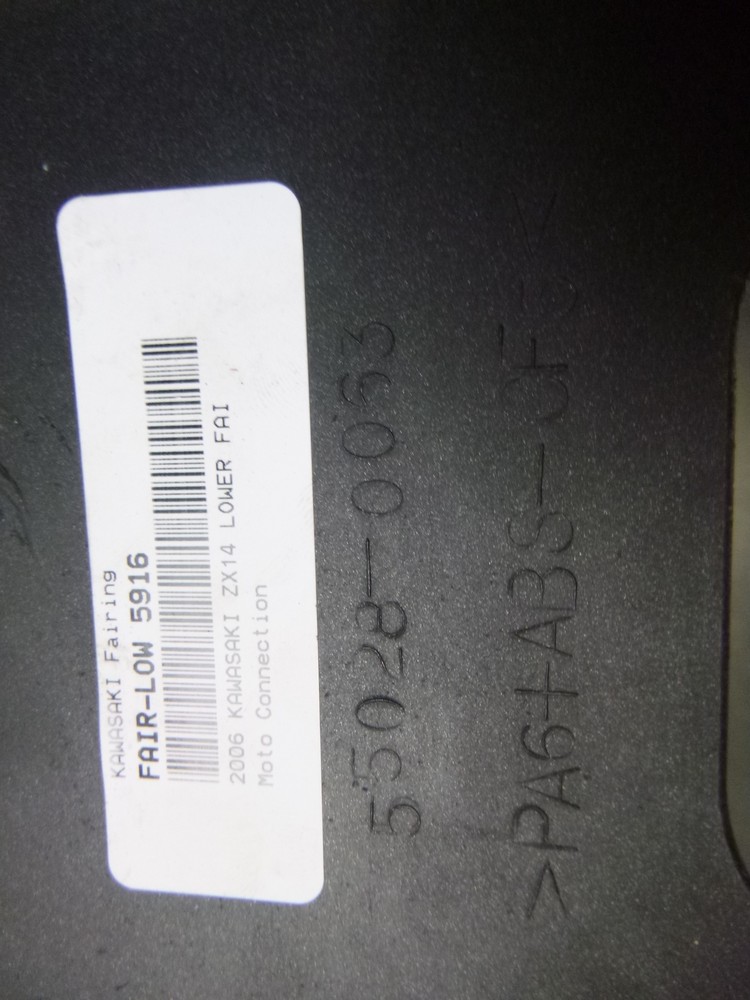 KAWASAKI Fairing
FAIR-LOW 5916
2006 KAWASAKI ZX14 LOWER FAI
Moto Connection
55028-0063
>PA6+ABS-